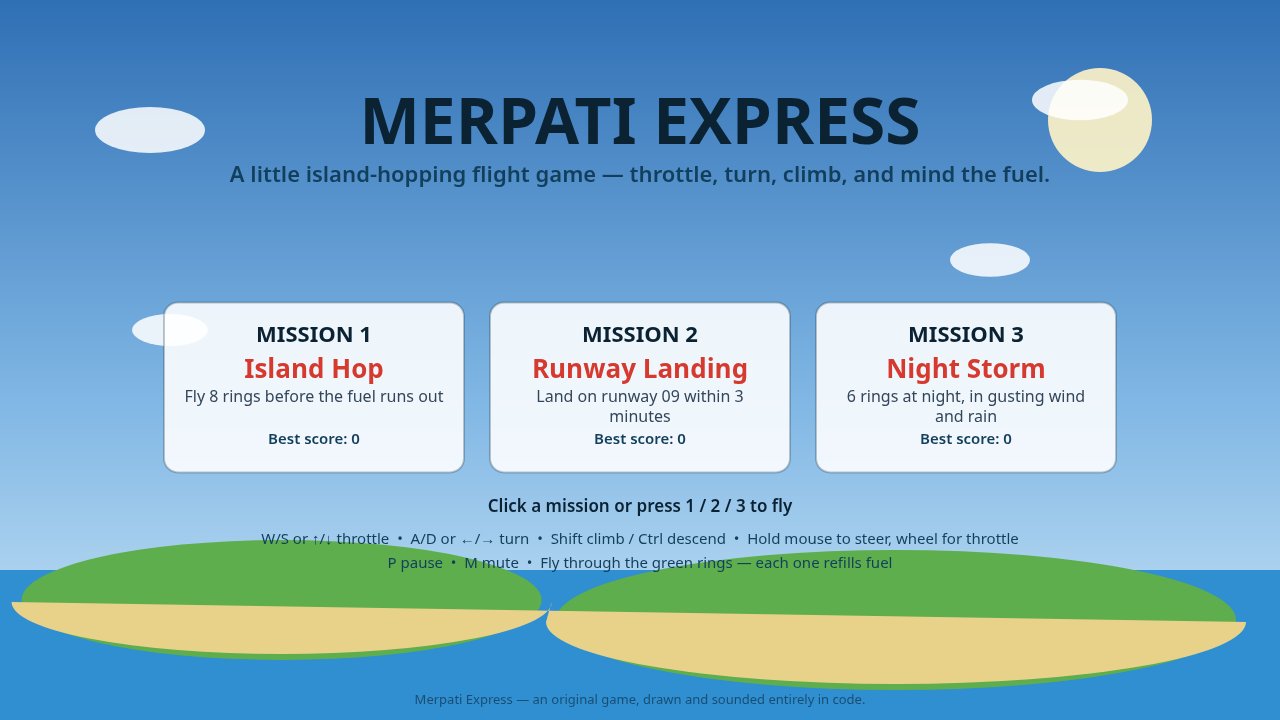 MERPATI EXPRESS
A little island-hopping flight game — throttle, turn, climb, and mind the fuel.
MISSION 1
Island Hop
Fly 8 rings before the fuel runs out
Best score: 0
MISSION 2
Runway Landing
Land on runway 09 within 3
minutes
Best score: 0
MISSION 3
Night Storm
6 rings at night, in gusting wind
and rain
Best score: 0
Click a mission or press 1 / 2 / 3 to fly
W/S or ↑/↓ throttle • A/D or ←/→ turn • Shift climb / Ctrl descend • Hold mouse to steer, wheel for throttle
P pause • M mute • Fly through the green rings — each one refills fuel
Merpati Express — an original game, drawn and sounded entirely in code.